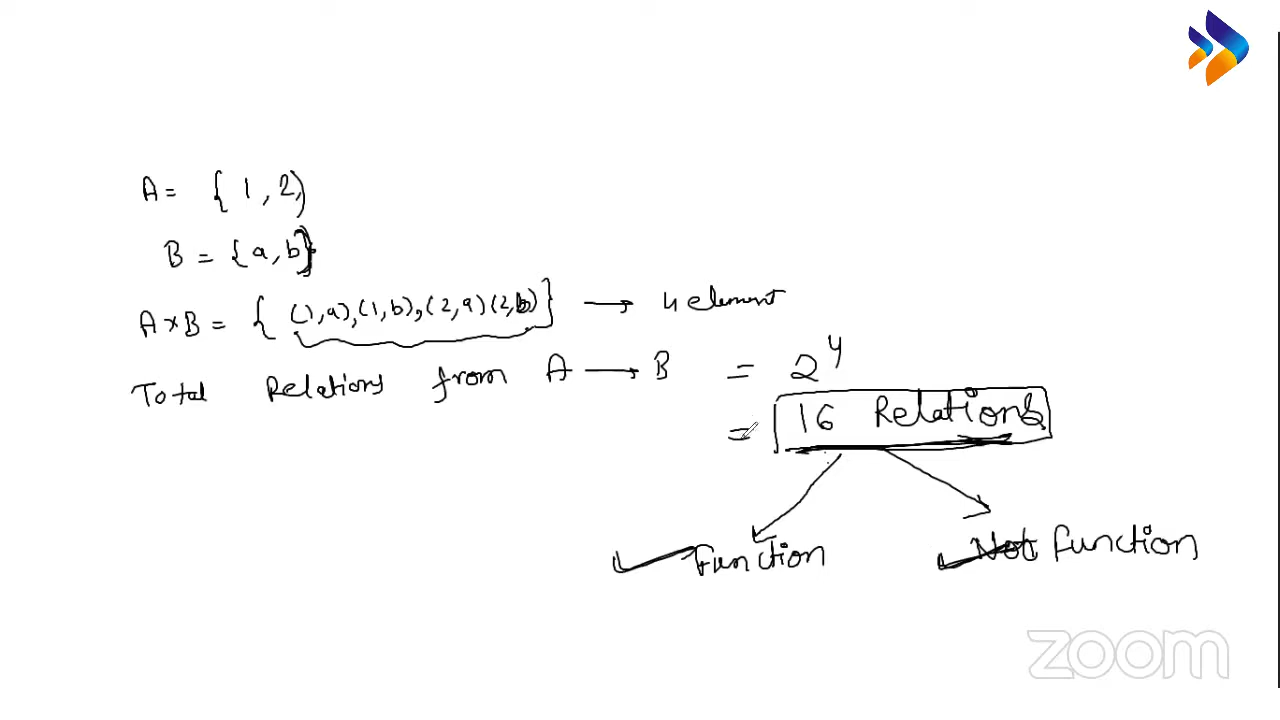 A = { 1 , 2 }
B = { a , b }
A × B = { (1,a),(1,b),(2,a)(2,b) } → 4 element
Total Relations from A → B = 2^4
= 16 Relations
Function Not function
zoom